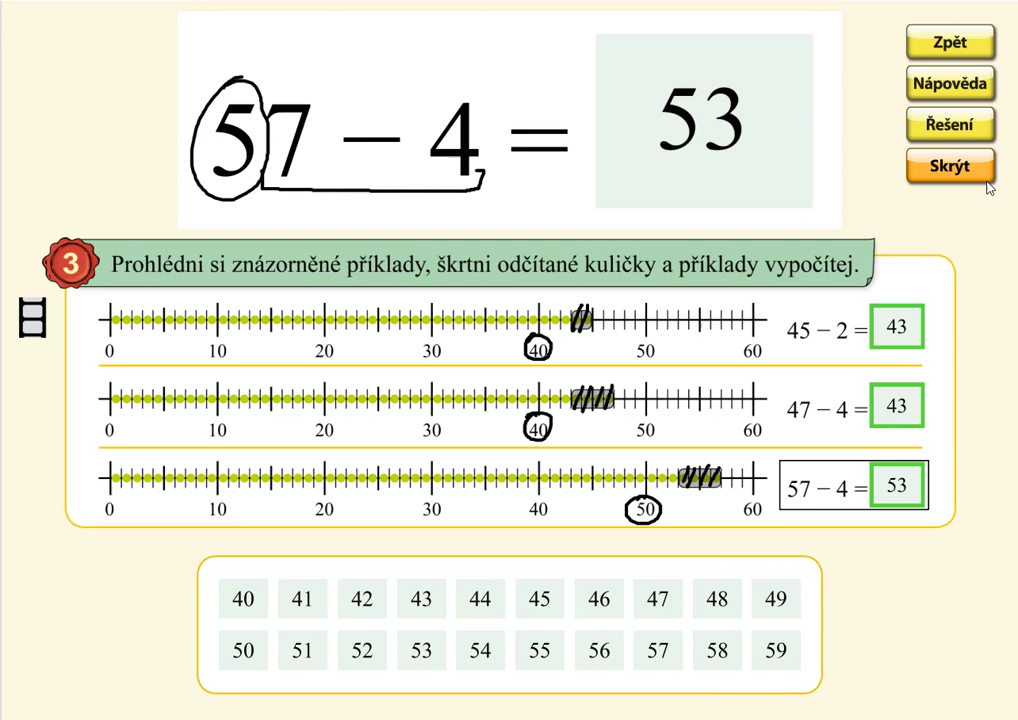 57 − 4 = 53
Zpět
Nápověda
Řešení
Skrýt
3 Prohlédni si znázorněné příklady, škrtni odčítané kuličky a příklady vypočítej.
0 10 20 30 40 50 60
45 − 2 = 43
0 10 20 30 40 50 60
47 − 4 = 43
0 10 20 30 40 50 60
57 − 4 = 53
40 41 42 43 44 45 46 47 48 49
50 51 52 53 54 55 56 57 58 59